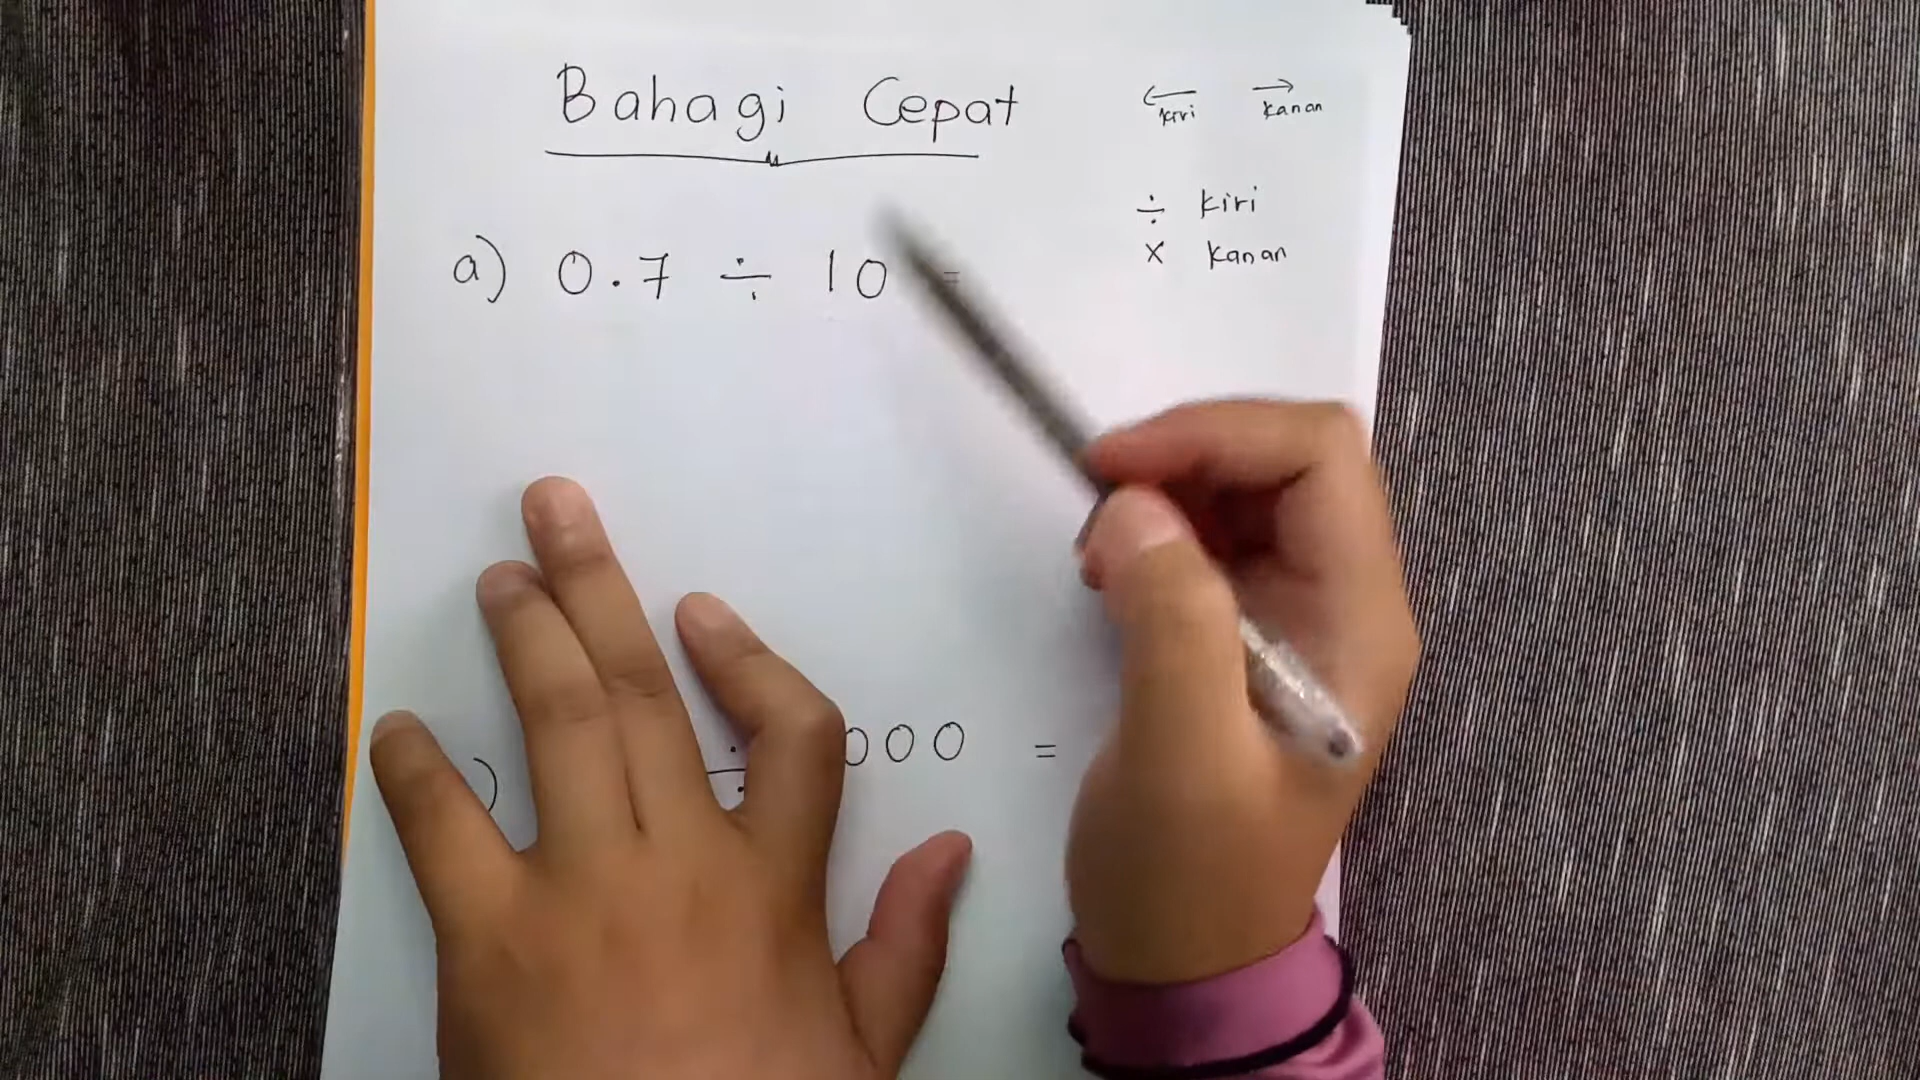 Bahagi Cepat
← →
kiri kanan
÷ kiri
× kanan
a) 0.7 ÷ 10 =
) ÷ 000 =